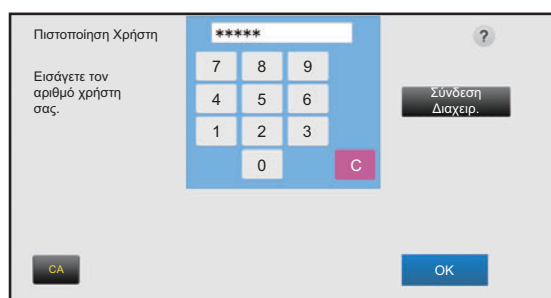 Πιστοποίηση Χρήστη
*****
?
Εισάγετε τον
αριθμό χρήστη
σας.
7 8 9
4 5 6
1 2 3
0 C
Σύνδεση
Διαχειρ.
CA
OK